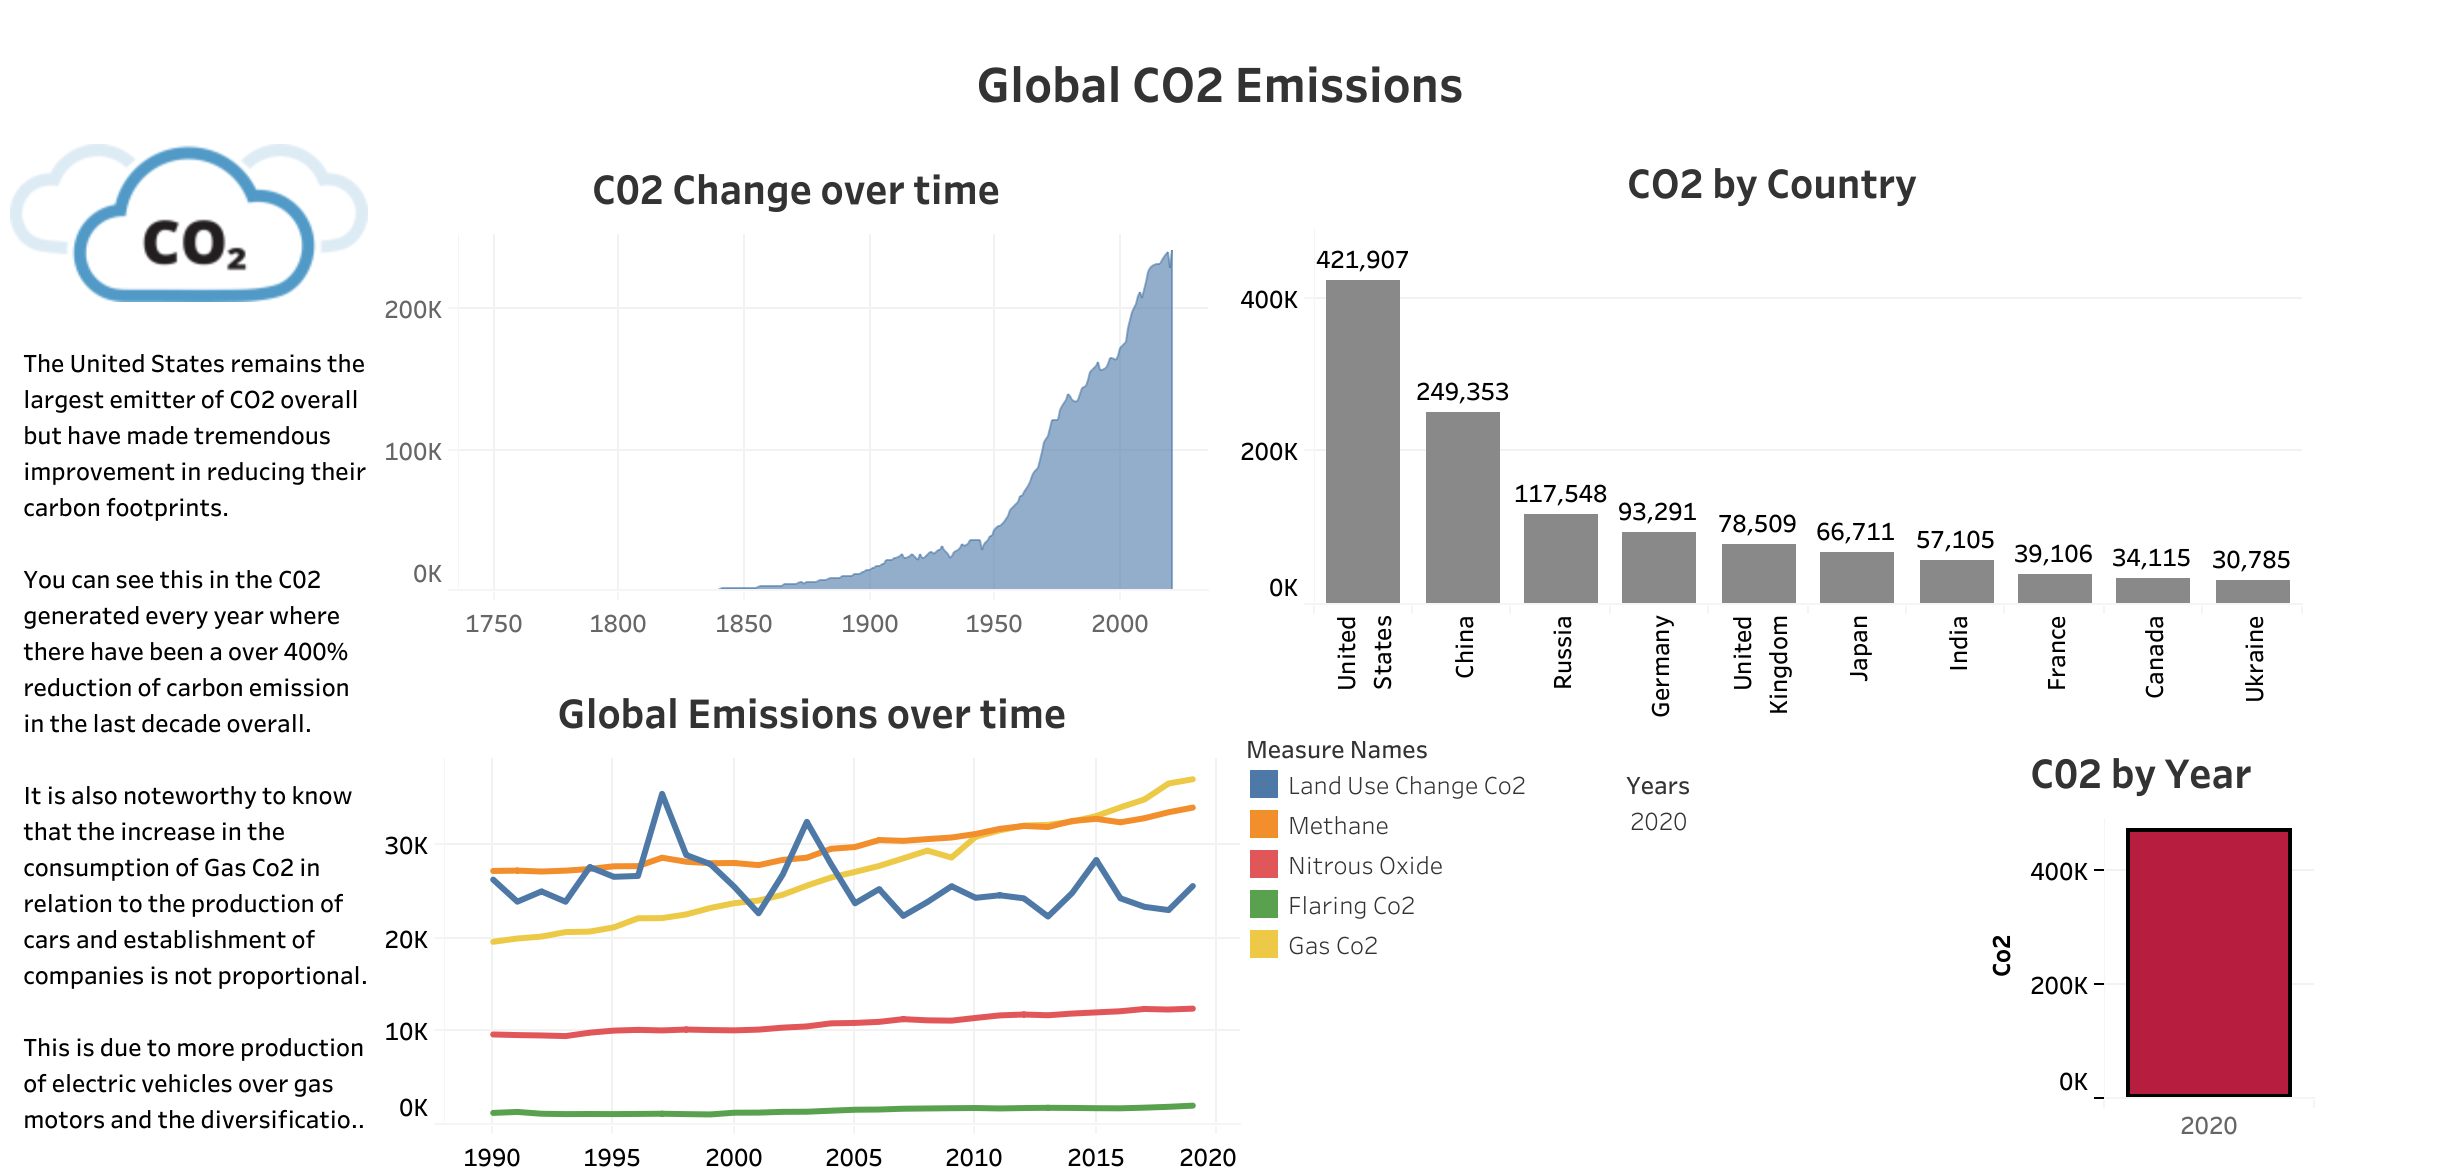 Global CO2 Emissions
CO₂
The United States remains the
largest emitter of CO2 overall
but have made tremendous
improvement in reducing their
carbon footprints.
You can see this in the C02
generated every year where
there have been a over 400%
reduction of carbon emission
in the last decade overall.
It is also noteworthy to know
that the increase in the
consumption of Gas Co2 in
relation to the production of
cars and establishment of
companies is not proportional.
This is due to more production
of electric vehicles over gas
motors and the diversificatio..
C02 Change over time
200K
100K
0K
1750 1800 1850 1900 1950 2000
CO2 by Country
400K
200K
0K
421,907
249,353
117,548
93,291
78,509
66,711
57,105
39,106
34,115
30,785
United
States
China
Russia
Germany
United
Kingdom
Japan
India
France
Canada
Ukraine
Global Emissions over time
30K
20K
10K
0K
1990 1995 2000 2005 2010 2015 2020
Measure Names
Land Use Change Co2
Methane
Nitrous Oxide
Flaring Co2
Gas Co2
Years
2020
C02 by Year
Co2
400K
200K
0K
2020